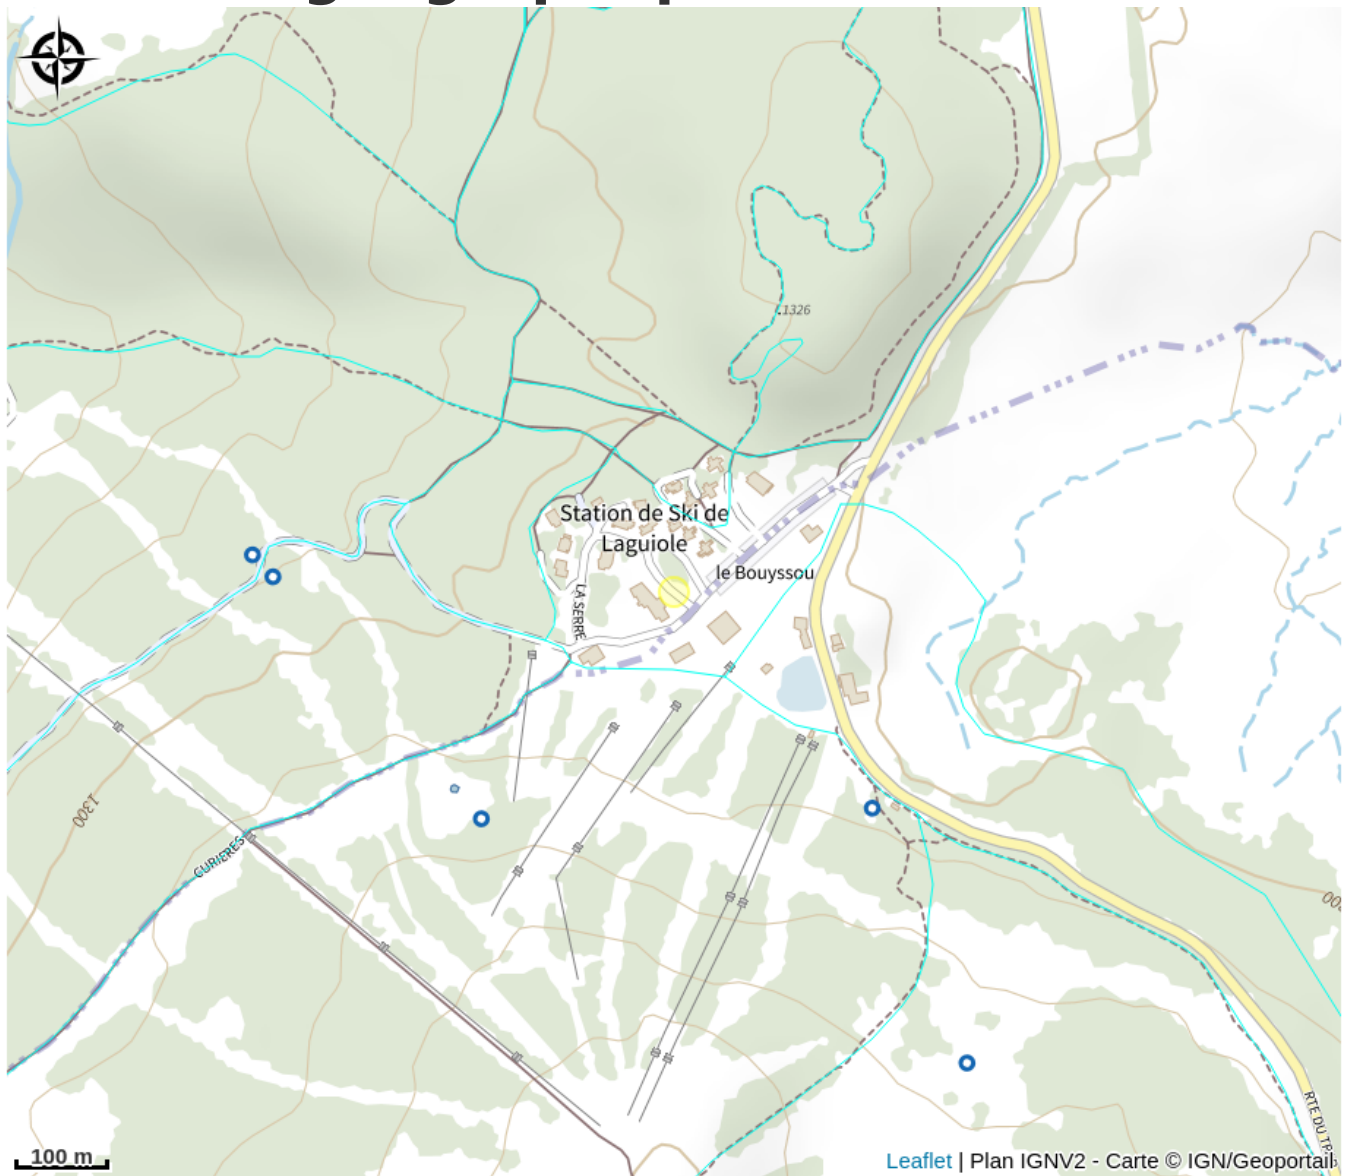 1326
Station de Ski de
Laguiole
le Bouyssou
LA SERRE
1300
CURIERES
RTE DU
100 m
Leaflet | Plan IGNV2 - Carte © IGN/Geoportail